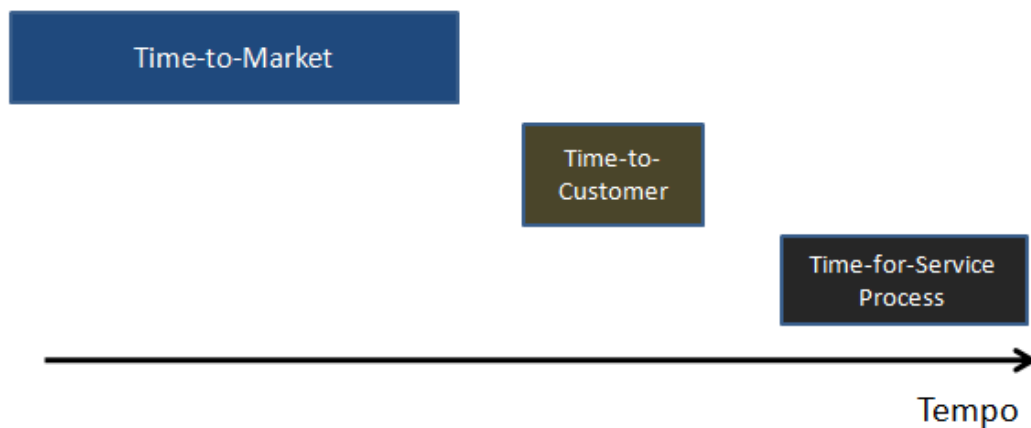 Time-to-Market
Time-to-
Customer
Time-for-Service
Process
Tempo